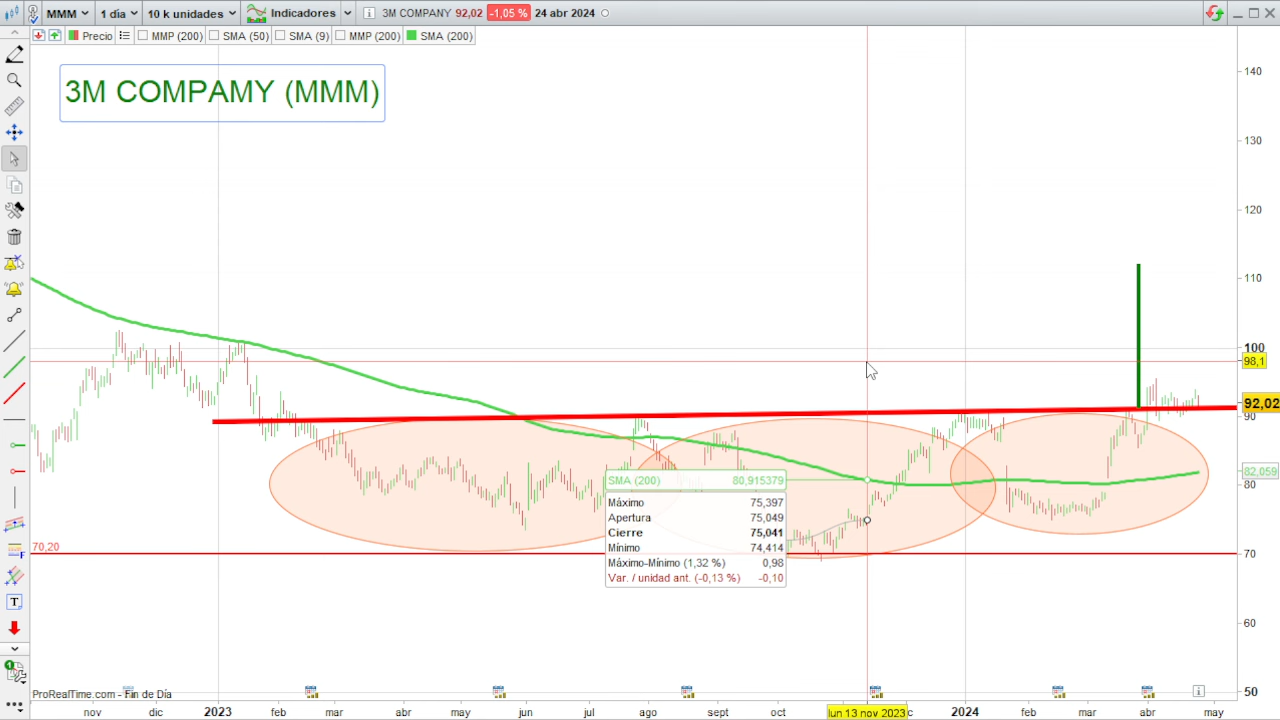 MMM 1 día 10 k unidades Indicadores 3M COMPANY 92,02 -1,05 % 24 abr 2024
Precio MMP (200) SMA (50) SMA (9) MMP (200) SMA (200)
3M COMPAMY (MMM)
140
130
120
110
100
98,1
92,02
90
82,059
80
70
60
50
SMA (200) 80,915379
Máximo 75,397
Apertura 75,049
Cierre 75,041
Mínimo 74,414
Máximo-Mínimo (1,32 %) 0,98
Var. / unidad ant. (-0,13 %) -0,10
70,20
ProRealTime.com - Fin de Día
nov dic 2023 feb mar abr may jun jul ago sept oct lun 13 nov 2023 c 2024 feb mar abr may